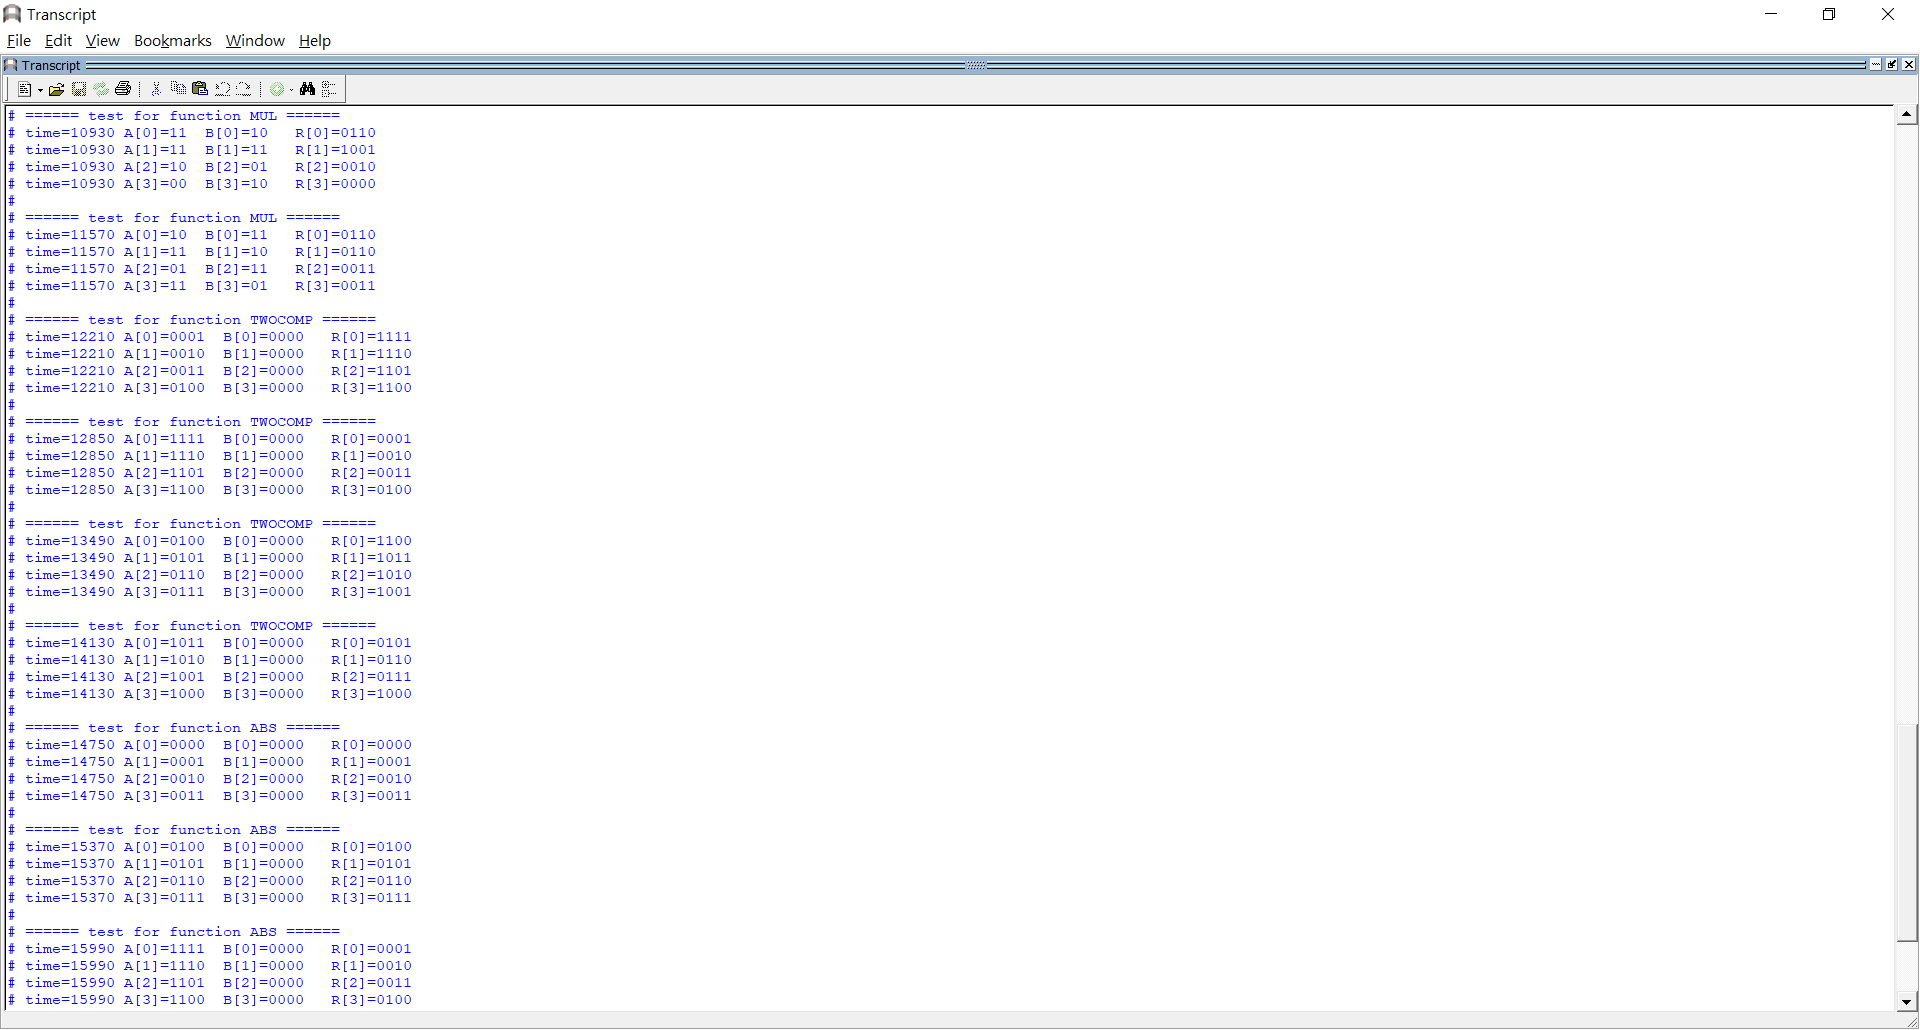 Transcript
File Edit View Bookmarks Window Help
Transcript
# ====== test for function MUL ======
# time=10930 A[0]=11  B[0]=10   R[0]=0110
# time=10930 A[1]=11  B[1]=11   R[1]=1001
# time=10930 A[2]=10  B[2]=01   R[2]=0010
# time=10930 A[3]=00  B[3]=10   R[3]=0000
#
# ====== test for function MUL ======
# time=11570 A[0]=10  B[0]=11   R[0]=0110
# time=11570 A[1]=11  B[1]=10   R[1]=0110
# time=11570 A[2]=01  B[2]=11   R[2]=0011
# time=11570 A[3]=11  B[3]=01   R[3]=0011
#
# ====== test for function TWOCOMP ======
# time=12210 A[0]=0001  B[0]=0000   R[0]=1111
# time=12210 A[1]=0010  B[1]=0000   R[1]=1110
# time=12210 A[2]=0011  B[2]=0000   R[2]=1101
# time=12210 A[3]=0100  B[3]=0000   R[3]=1100
#
# ====== test for function TWOCOMP ======
# time=12850 A[0]=1111  B[0]=0000   R[0]=0001
# time=12850 A[1]=1110  B[1]=0000   R[1]=0010
# time=12850 A[2]=1101  B[2]=0000   R[2]=0011
# time=12850 A[3]=1100  B[3]=0000   R[3]=0100
#
# ====== test for function TWOCOMP ======
# time=13490 A[0]=0100  B[0]=0000   R[0]=1100
# time=13490 A[1]=0101  B[1]=0000   R[1]=1011
# time=13490 A[2]=0110  B[2]=0000   R[2]=1010
# time=13490 A[3]=0111  B[3]=0000   R[3]=1001
#
# ====== test for function TWOCOMP ======
# time=14130 A[0]=1011  B[0]=0000   R[0]=0101
# time=14130 A[1]=1010  B[1]=0000   R[1]=0110
# time=14130 A[2]=1001  B[2]=0000   R[2]=0111
# time=14130 A[3]=1000  B[3]=0000   R[3]=1000
#
# ====== test for function ABS ======
# time=14750 A[0]=0000  B[0]=0000   R[0]=0000
# time=14750 A[1]=0001  B[1]=0000   R[1]=0001
# time=14750 A[2]=0010  B[2]=0000   R[2]=0010
# time=14750 A[3]=0011  B[3]=0000   R[3]=0011
#
# ====== test for function ABS ======
# time=15370 A[0]=0100  B[0]=0000   R[0]=0100
# time=15370 A[1]=0101  B[1]=0000   R[1]=0101
# time=15370 A[2]=0110  B[2]=0000   R[2]=0110
# time=15370 A[3]=0111  B[3]=0000   R[3]=0111
#
# ====== test for function ABS ======
# time=15990 A[0]=1111  B[0]=0000   R[0]=0001
# time=15990 A[1]=1110  B[1]=0000   R[1]=0010
# time=15990 A[2]=1101  B[2]=0000   R[2]=0011
# time=15990 A[3]=1100  B[3]=0000   R[3]=0100